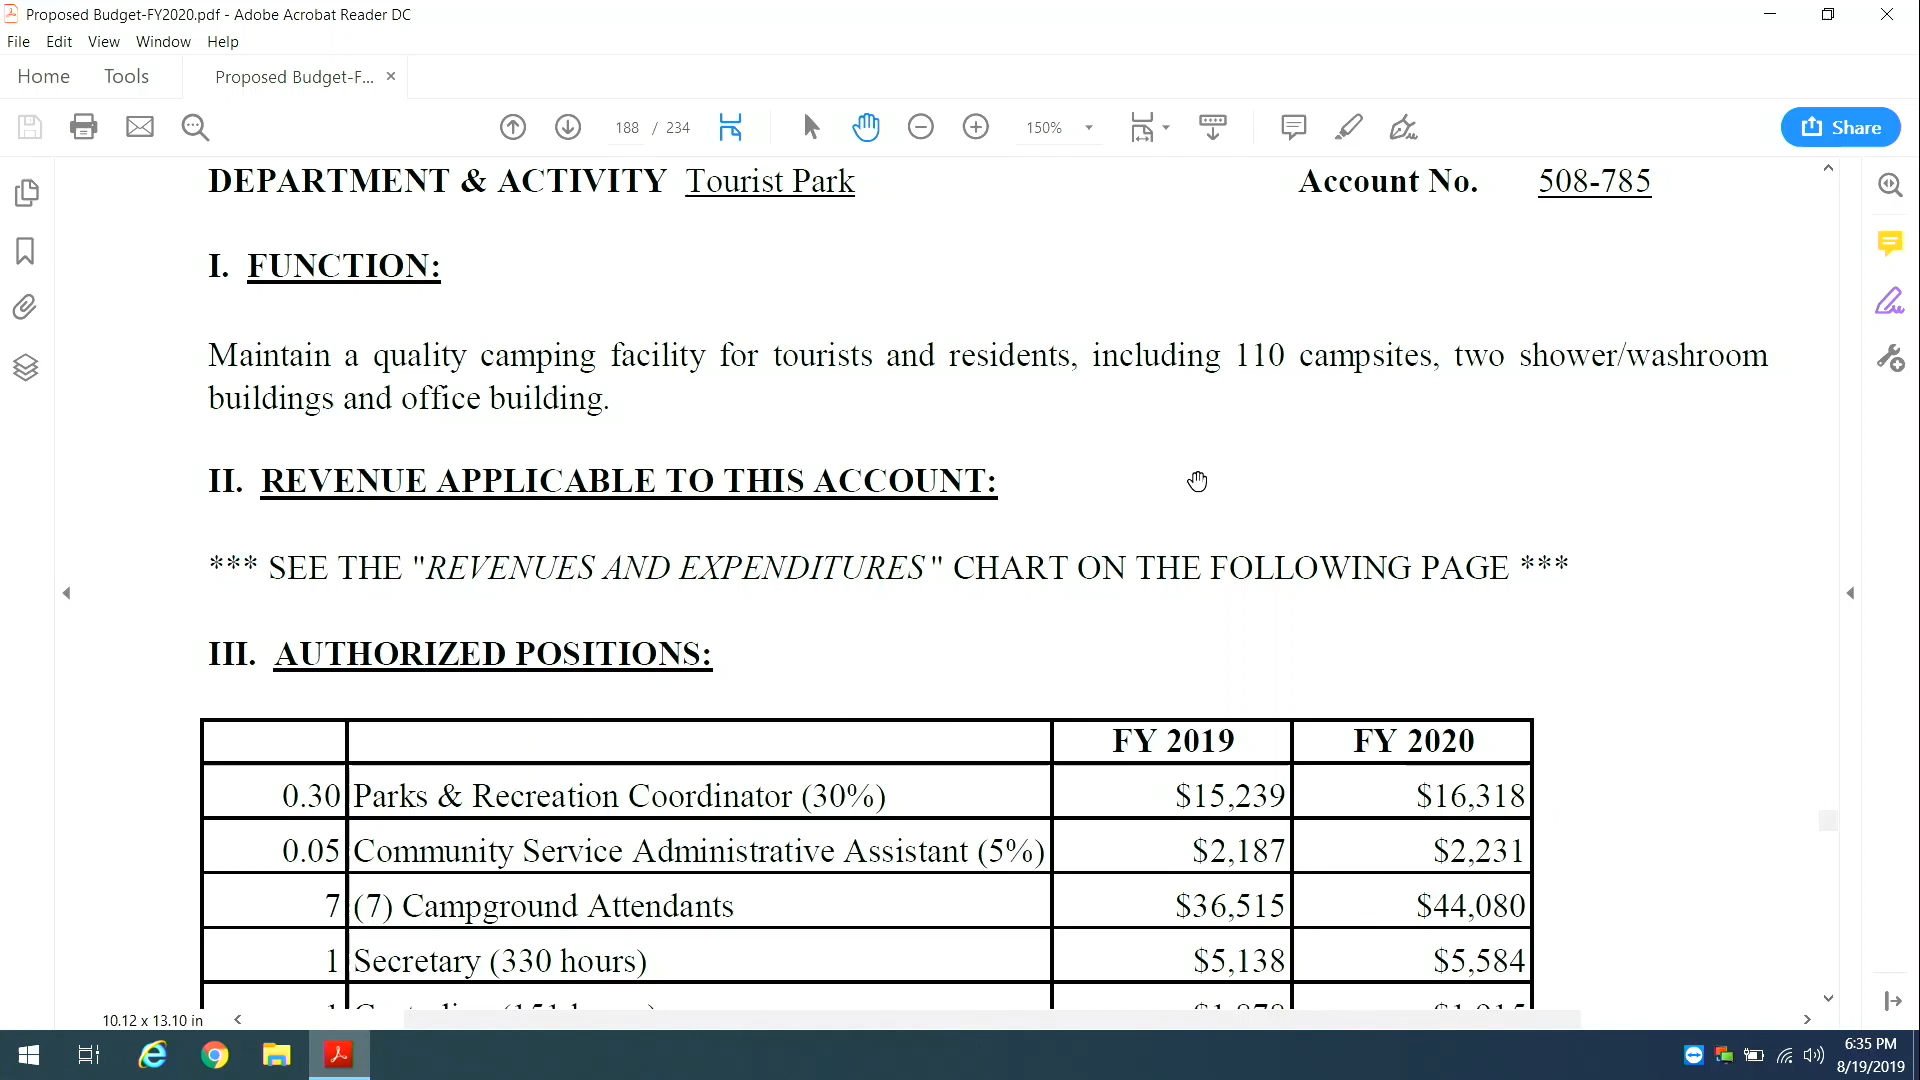 Proposed Budget-FY2020.pdf - Adobe Acrobat Reader DC
File Edit View Window Help
Home Tools Proposed Budget-F... ×
188 / 234 150% Share
DEPARTMENT & ACTIVITY Tourist Park Account No. 508-785
I. FUNCTION:
Maintain a quality camping facility for tourists and residents, including 110 campsites, two shower/washroom
buildings and office building.
II. REVENUE APPLICABLE TO THIS ACCOUNT:
*** SEE THE "REVENUES AND EXPENDITURES" CHART ON THE FOLLOWING PAGE ***
III. AUTHORIZED POSITIONS:
FY 2019 FY 2020
0.30 Parks & Recreation Coordinator (30%) $15,239 $16,318
0.05 Community Service Administrative Assistant (5%) $2,187 $2,231
7 (7) Campground Attendants $36,515 $44,080
1 Secretary (330 hours) $5,138 $5,584
10.12 x 13.10 in
6:35 PM
8/19/2019